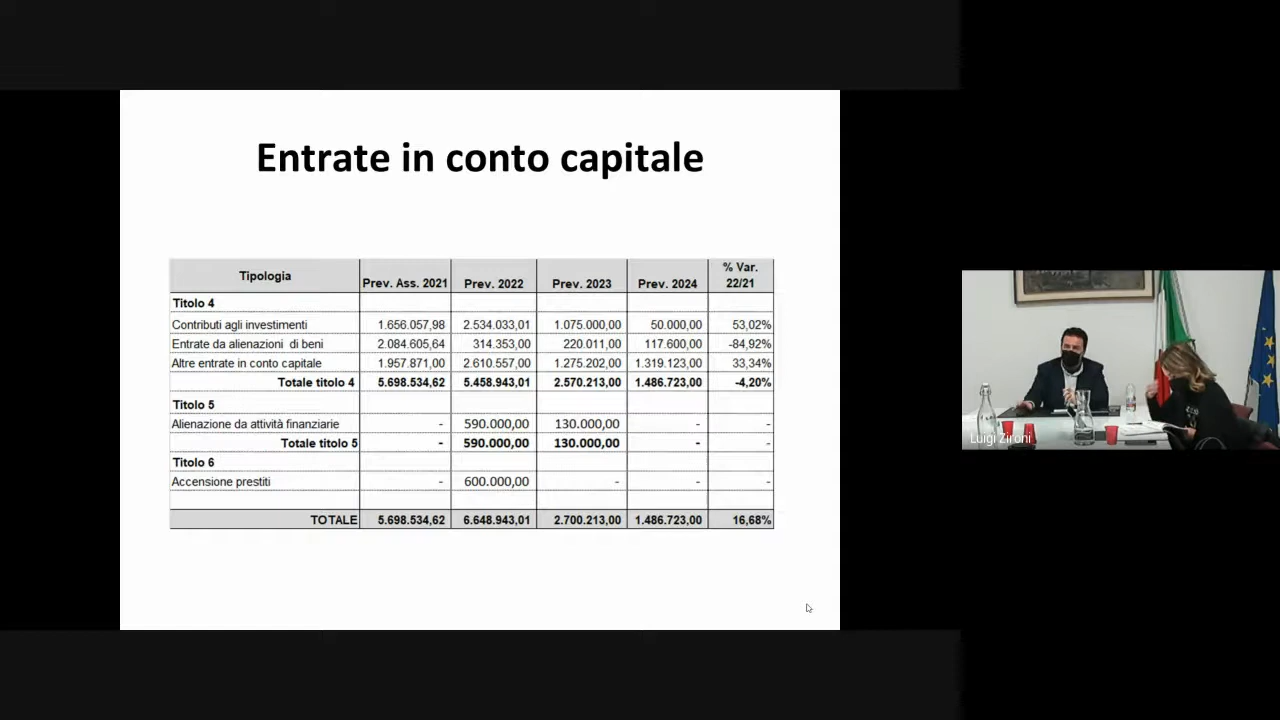 Entrate in conto capitale
Tipologia Prev. Ass. 2021 Prev. 2022 Prev. 2023 Prev. 2024 % Var. 22/21
Titolo 4
Contributi agli investimenti 1.656.057,98 2.534.033,01 1.075.000,00 50.000,00 53,02%
Entrate da alienazioni di beni 2.084.605,64 314.353,00 220.011,00 117.600,00 -84,92%
Altre entrate in conto capitale 1.957.871,00 2.610.557,00 1.275.202,00 1.319.123,00 33,34%
Totale titolo 4 5.698.534,62 5.458.943,01 2.570.213,00 1.486.723,00 -4,20%
Titolo 5
Alienazione da attività finanziarie - 590.000,00 130.000,00 - -
Totale titolo 5 - 590.000,00 130.000,00 - -
Titolo 6
Accensione prestiti - 600.000,00 - - -
TOTALE 5.698.534,62 6.648.943,01 2.700.213,00 1.486.723,00 16,68%
Luigi Zironi